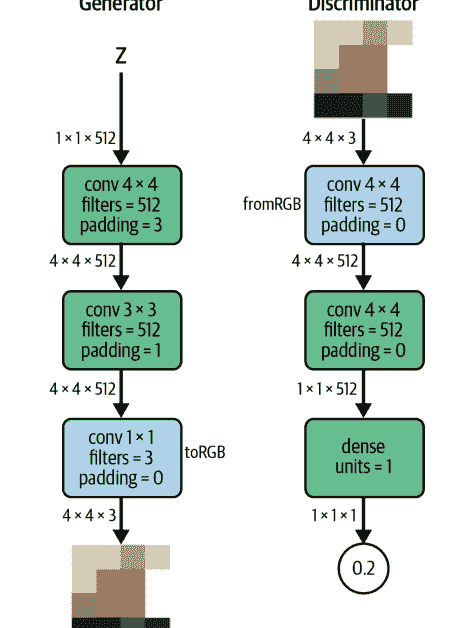 Generator
Z
1 × 1 × 512
conv 4 × 4
filters = 512
padding = 3
4 × 4 × 512
conv 3 × 3
filters = 512
padding = 1
4 × 4 × 512
conv 1 × 1
filters = 3
padding = 0
toRGB
4 × 4 × 3
Discriminator
4 × 4 × 3
fromRGB
conv 4 × 4
filters = 512
padding = 0
4 × 4 × 512
conv 4 × 4
filters = 512
padding = 0
1 × 1 × 512
dense
units = 1
1 × 1 × 1
0.2